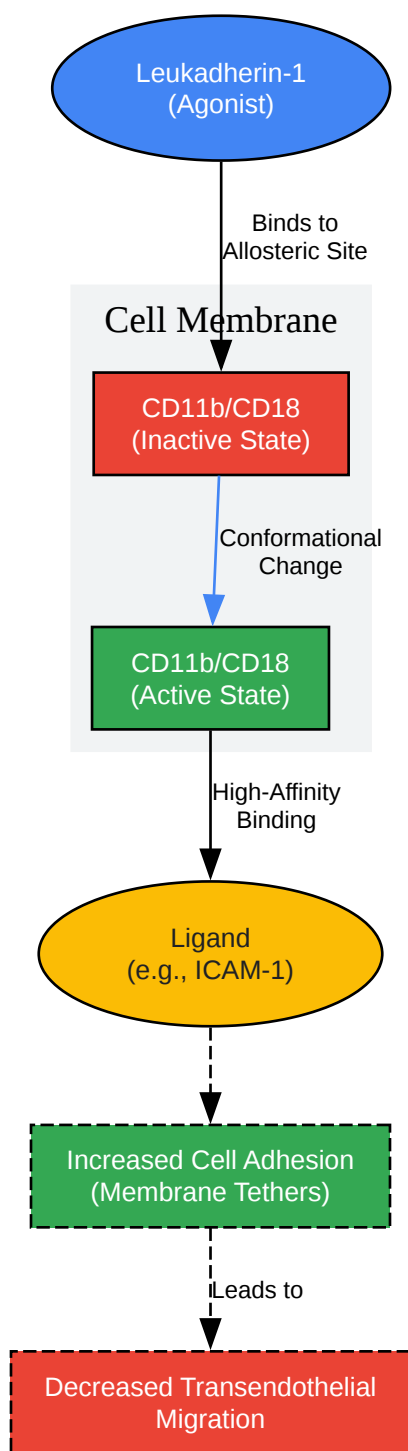 Leukadherin-1
(Agonist)
Binds to
Allosteric Site
Cell Membrane
CD11b/CD18
(Inactive State)
Conformational
Change
CD11b/CD18
(Active State)
High-Affinity
Binding
Ligand
(e.g., ICAM-1)
Increased Cell Adhesion
(Membrane Tethers)
Leads to
Decreased Transendothelial
Migration